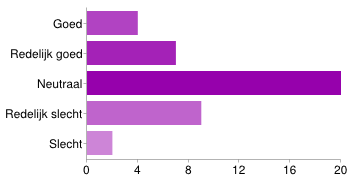 Goed
Redelijk goed
Neutraal
Redelijk slecht
Slecht
0 4 8 12 16 20